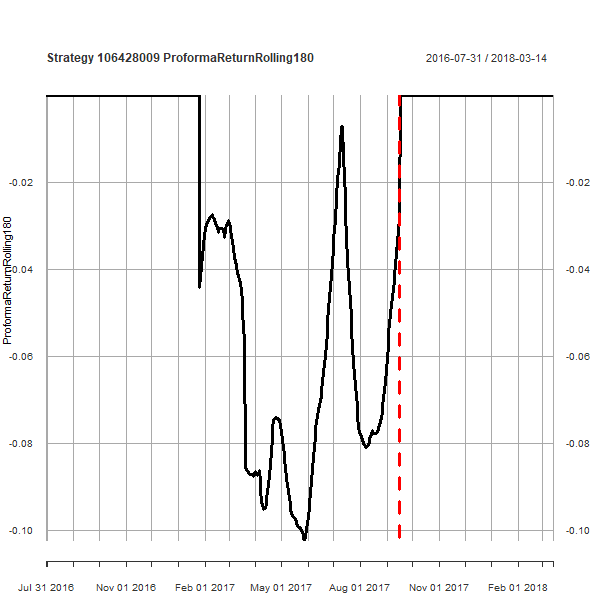 Strategy 106428009 ProformaReturnRolling180
2016-07-31 / 2018-03-14
ProformaReturnRolling180
-0.02
-0.04
-0.06
-0.08
-0.10
-0.02
-0.04
-0.06
-0.08
-0.10
Jul 31 2016 Nov 01 2016 Feb 01 2017 May 01 2017 Aug 01 2017 Nov 01 2017 Feb 01 2018